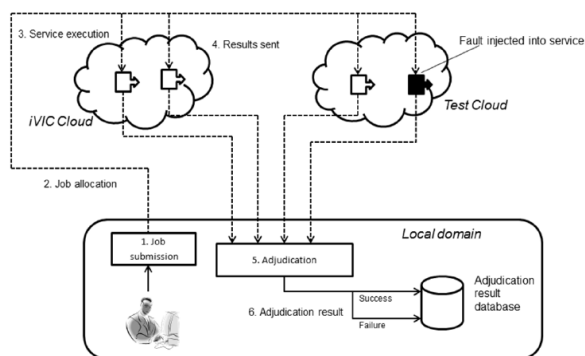 3. Service execution
4. Results sent
Fault injected into service
iVIC Cloud
Test Cloud
2. Job allocation
Local domain
1. Job
submission
5. Adjudication
Adjudication
result
database
Success
6. Adjudication result
Failure